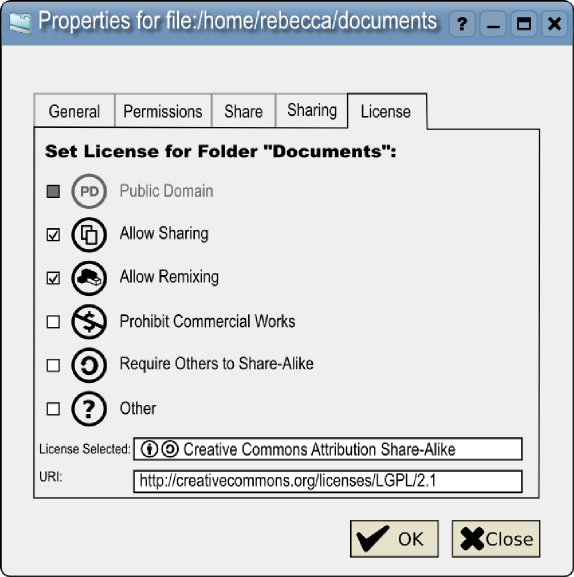 Properties for file:/home/rebecca/documents ?
General Permissions Share Sharing License
Set License for Folder "Documents":
PD Public Domain
Allow Sharing
Allow Remixing
$ Prohibit Commercial Works
Require Others to Share-Alike
? Other
License Selected: Creative Commons Attribution Share-Alike
URI: http://creativecommons.org/licenses/LGPL/2.1
OK Close